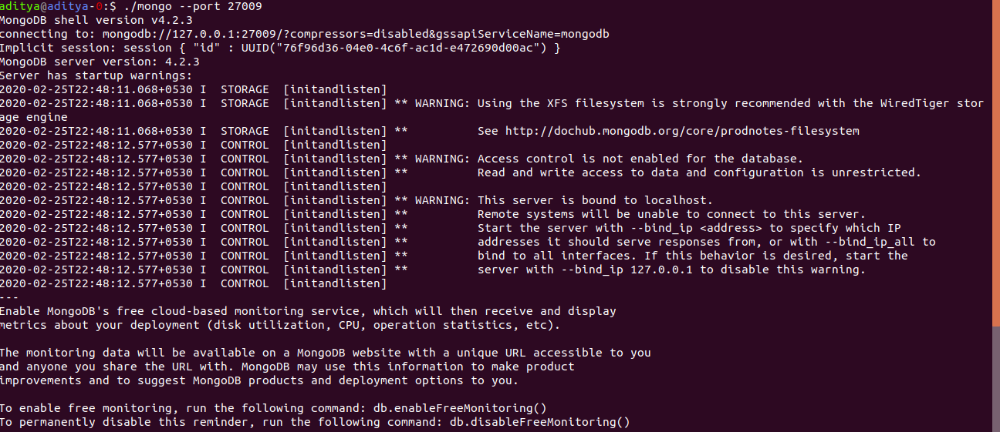 aditya@aditya-0:$ ./mongo --port 27009
MongoDB shell version v4.2.3
connecting to: mongodb://127.0.0.1:27009/?compressors=disabled&gssapiServiceName=mongodb
Implicit session: session { "id" : UUID("76f96d36-04e0-4c6f-ac1d-e472690d00ac") }
MongoDB server version: 4.2.3
Server has startup warnings:
2020-02-25T22:48:11.068+0530 I  STORAGE  [initandlisten]
2020-02-25T22:48:11.068+0530 I  STORAGE  [initandlisten] ** WARNING: Using the XFS filesystem is strongly recommended with the WiredTiger stor
age engine
2020-02-25T22:48:11.068+0530 I  STORAGE  [initandlisten] **          See http://dochub.mongodb.org/core/prodnotes-filesystem
2020-02-25T22:48:12.577+0530 I  CONTROL  [initandlisten]
2020-02-25T22:48:12.577+0530 I  CONTROL  [initandlisten] ** WARNING: Access control is not enabled for the database.
2020-02-25T22:48:12.577+0530 I  CONTROL  [initandlisten] **          Read and write access to data and configuration is unrestricted.
2020-02-25T22:48:12.577+0530 I  CONTROL  [initandlisten]
2020-02-25T22:48:12.577+0530 I  CONTROL  [initandlisten] ** WARNING: This server is bound to localhost.
2020-02-25T22:48:12.577+0530 I  CONTROL  [initandlisten] **          Remote systems will be unable to connect to this server.
2020-02-25T22:48:12.577+0530 I  CONTROL  [initandlisten] **          Start the server with --bind_ip <address> to specify which IP
2020-02-25T22:48:12.577+0530 I  CONTROL  [initandlisten] **          addresses it should serve responses from, or with --bind_ip_all to
2020-02-25T22:48:12.577+0530 I  CONTROL  [initandlisten] **          bind to all interfaces. If this behavior is desired, start the
2020-02-25T22:48:12.577+0530 I  CONTROL  [initandlisten] **          server with --bind_ip 127.0.0.1 to disable this warning.
2020-02-25T22:48:12.577+0530 I  CONTROL  [initandlisten]
---
Enable MongoDB's free cloud-based monitoring service, which will then receive and display
metrics about your deployment (disk utilization, CPU, operation statistics, etc).

The monitoring data will be available on a MongoDB website with a unique URL accessible to you
and anyone you share the URL with. MongoDB may use this information to make product
improvements and to suggest MongoDB products and deployment options to you.

To enable free monitoring, run the following command: db.enableFreeMonitoring()
To permanently disable this reminder, run the following command: db.disableFreeMonitoring()